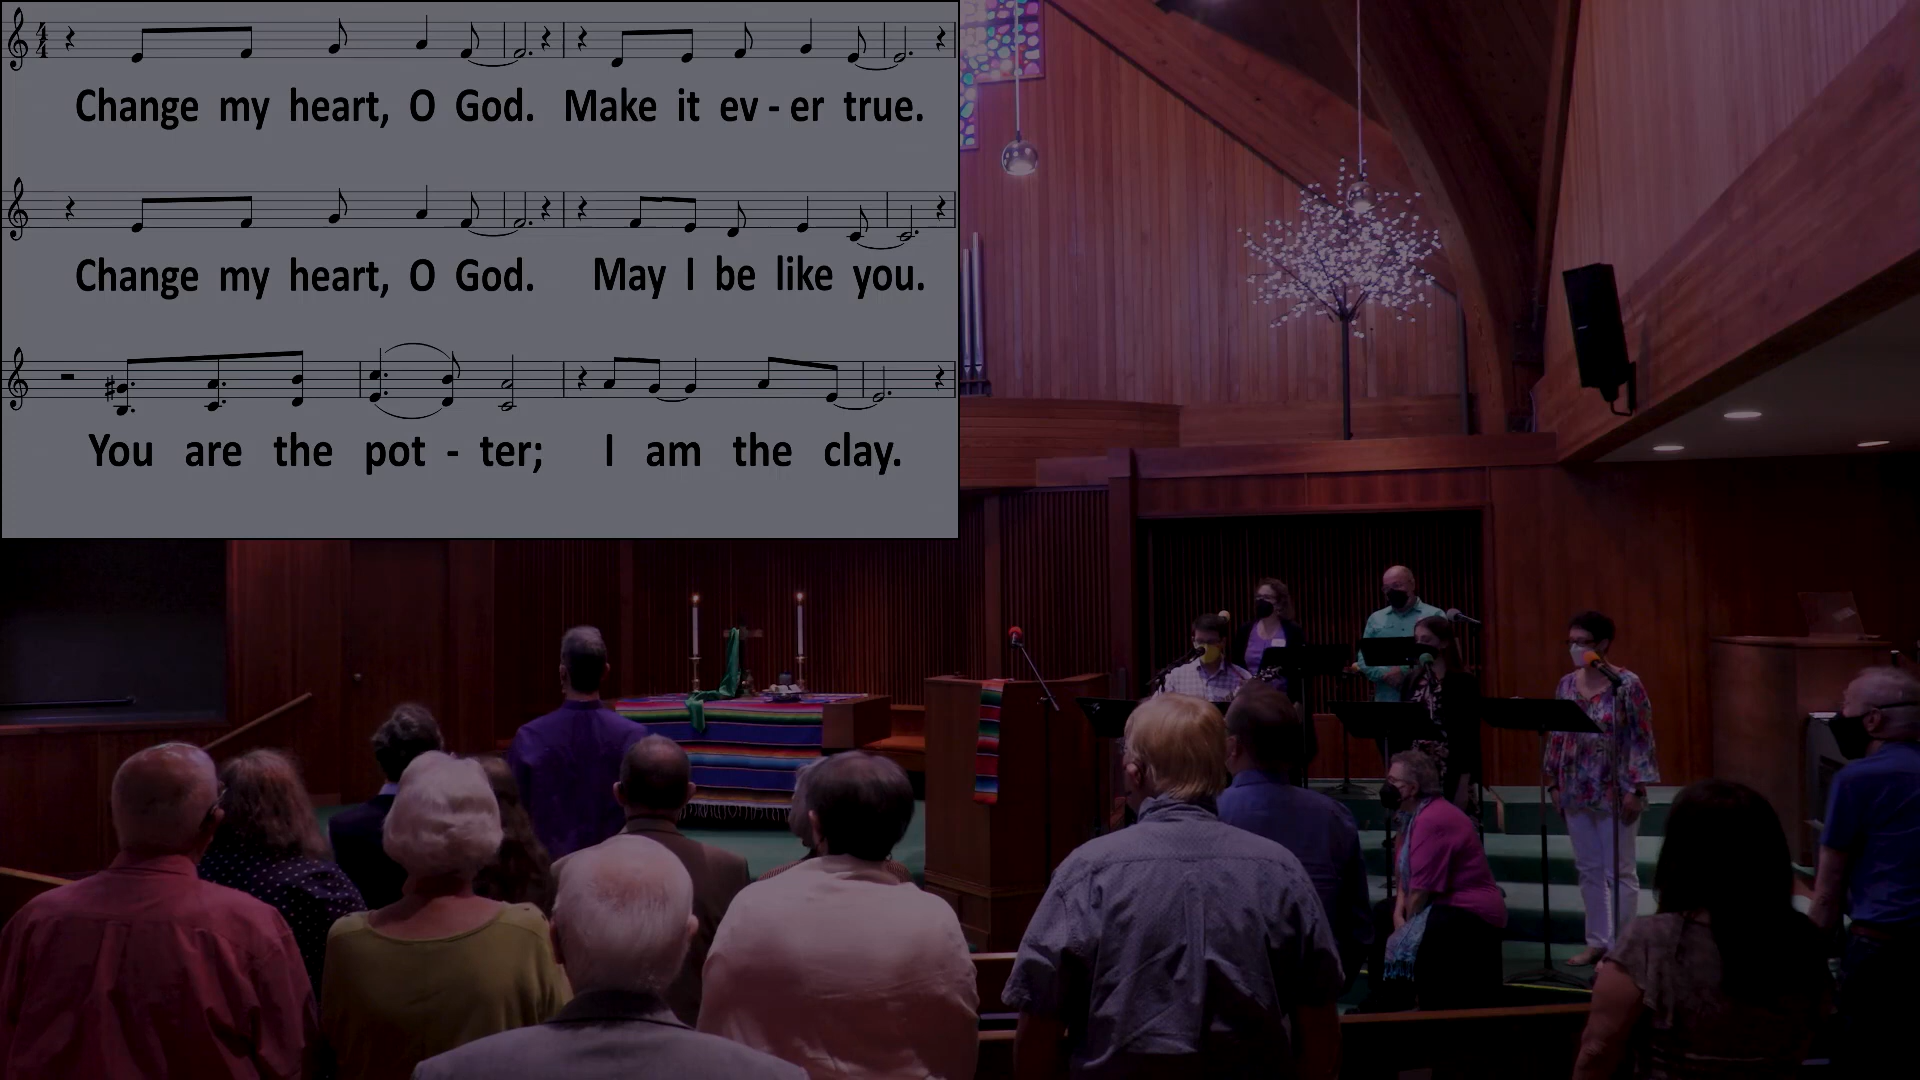 Change my heart, O God. Make it ev - er true.
Change my heart, O God. May I be like you.
You are the pot - ter; I am the clay.